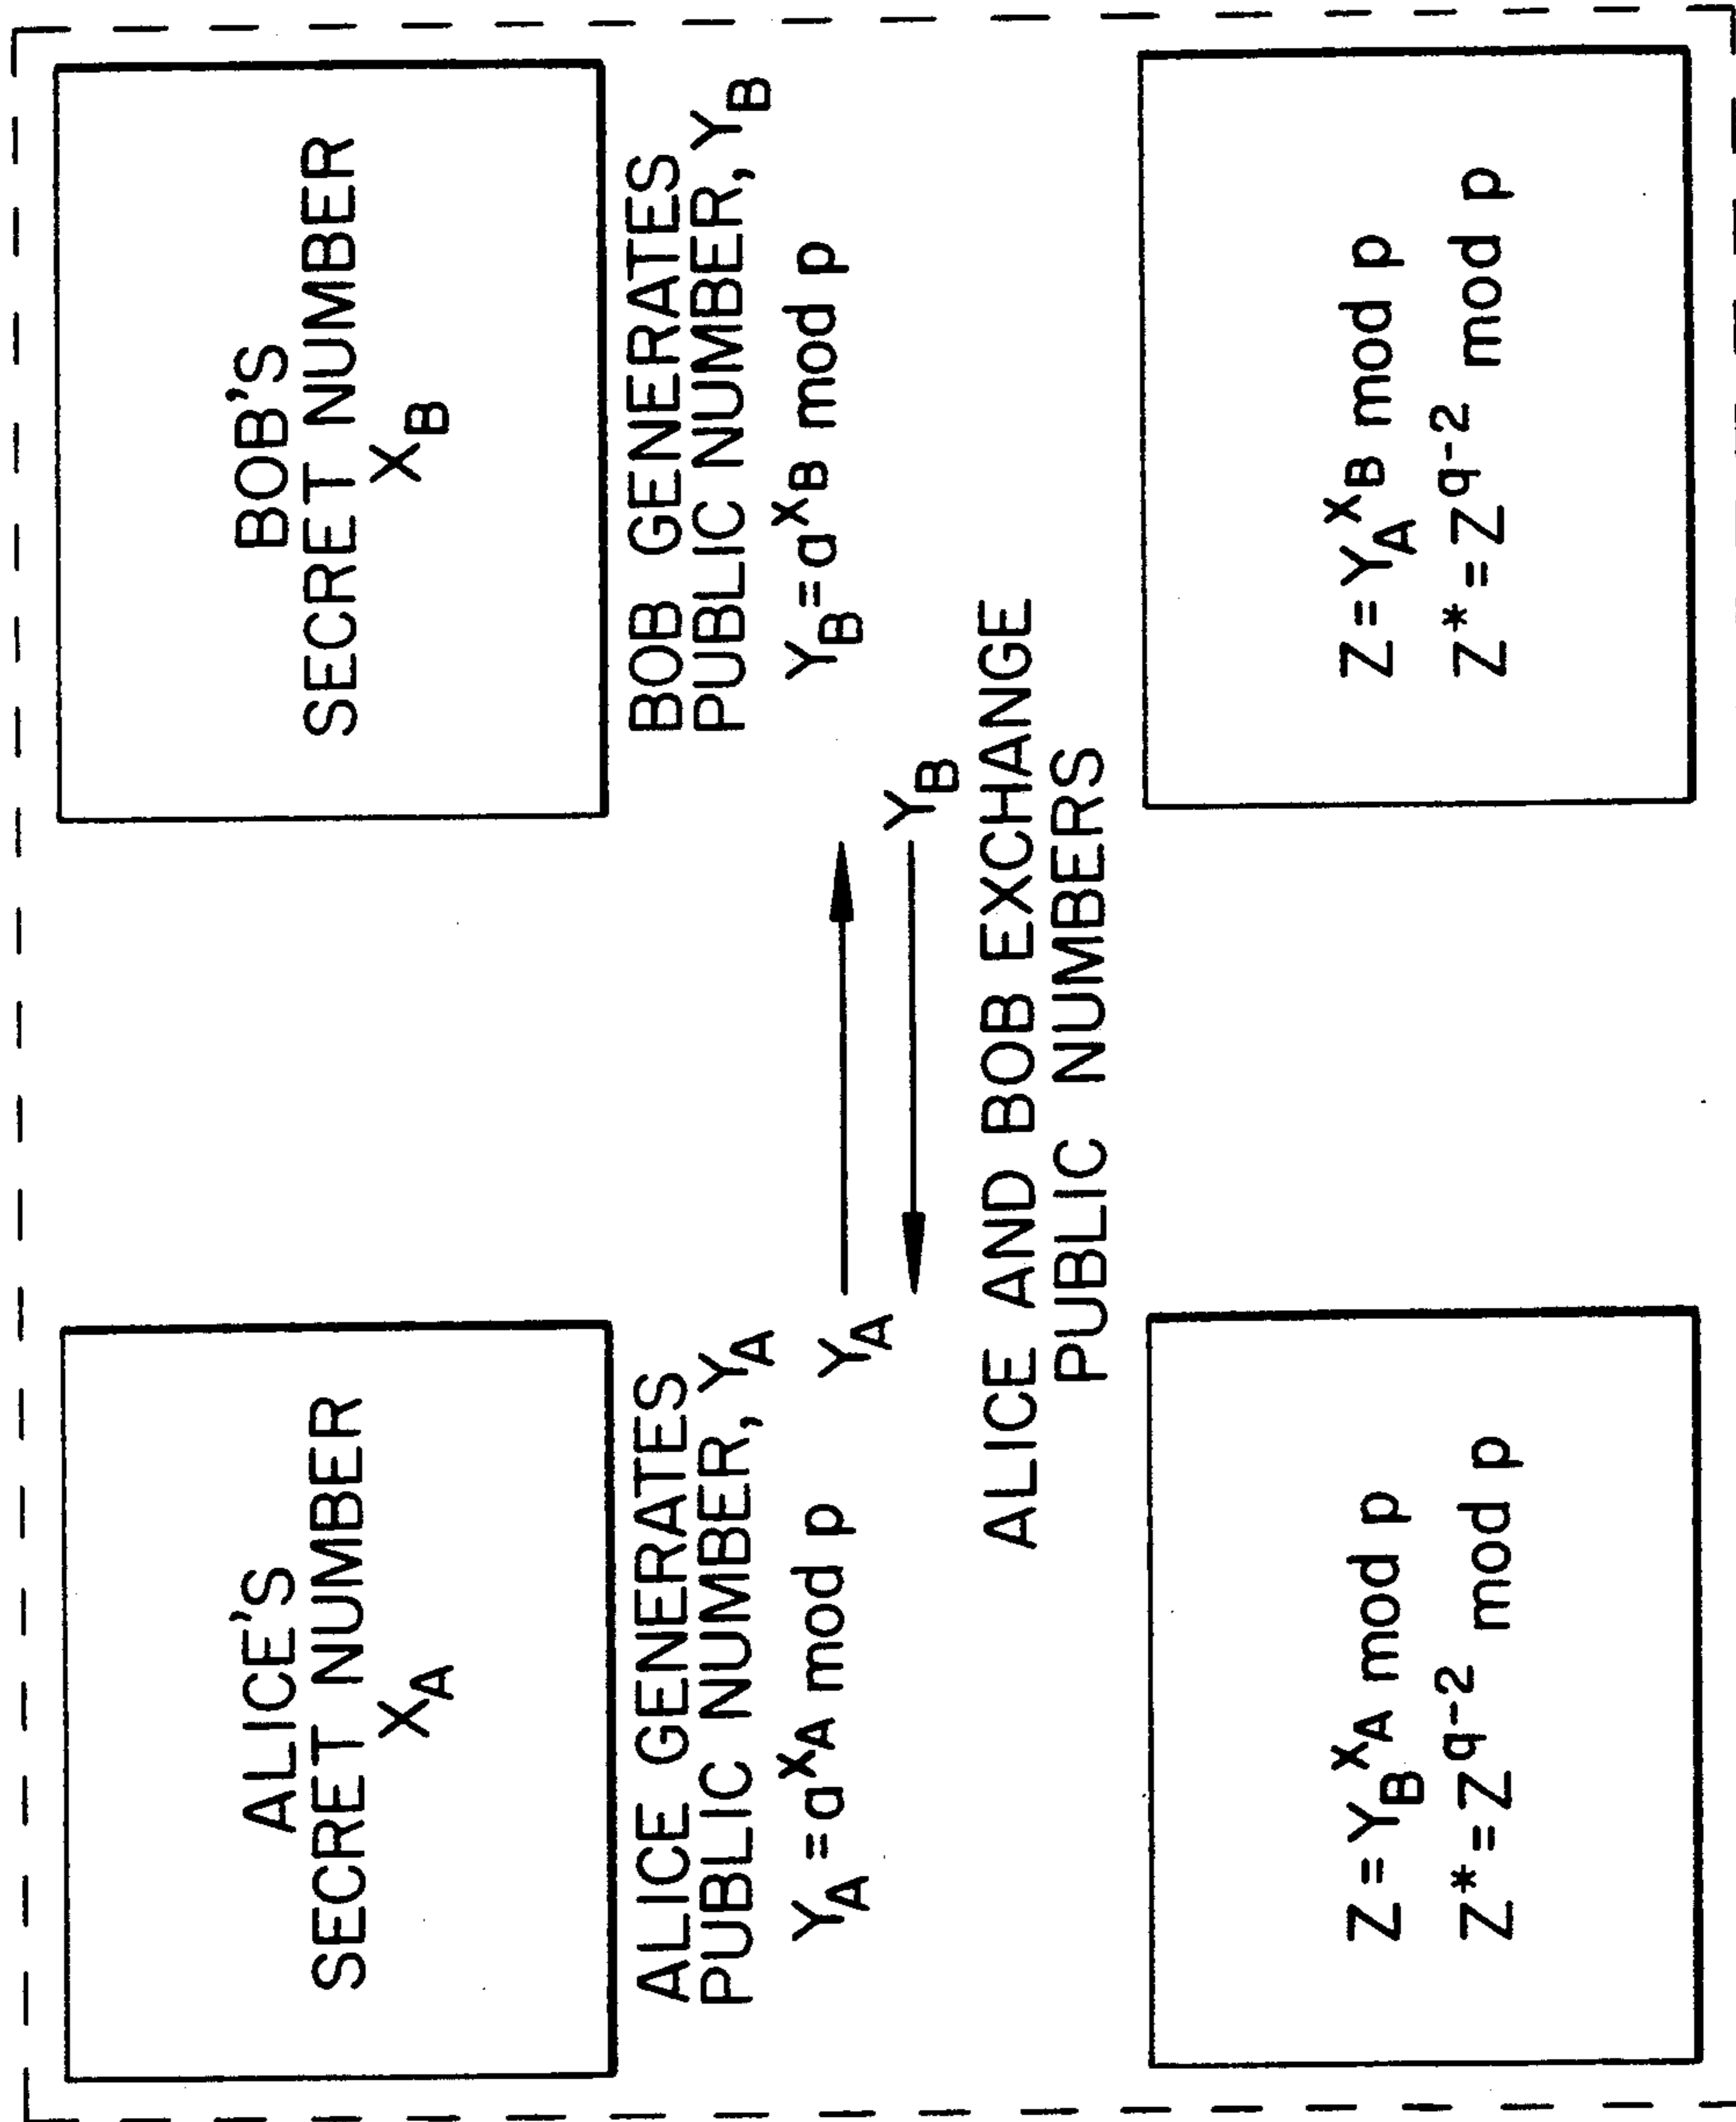 ALICE'S
SECRET NUMBER
X_A
BOB'S
SECRET NUMBER
X_B
ALICE GENERATES
PUBLIC NUMBER, Y_A
Y_A = a^X_A mod p
BOB GENERATES
PUBLIC NUMBER, Y_B
Y_B = a^X_B mod p
Y_A
Y_B
ALICE AND BOB EXCHANGE
PUBLIC NUMBERS
Z = Y_B^X_A mod p
Z* = Z^q-2 mod p
Z = Y_A^X_B mod p
Z* = Z^q-2 mod p